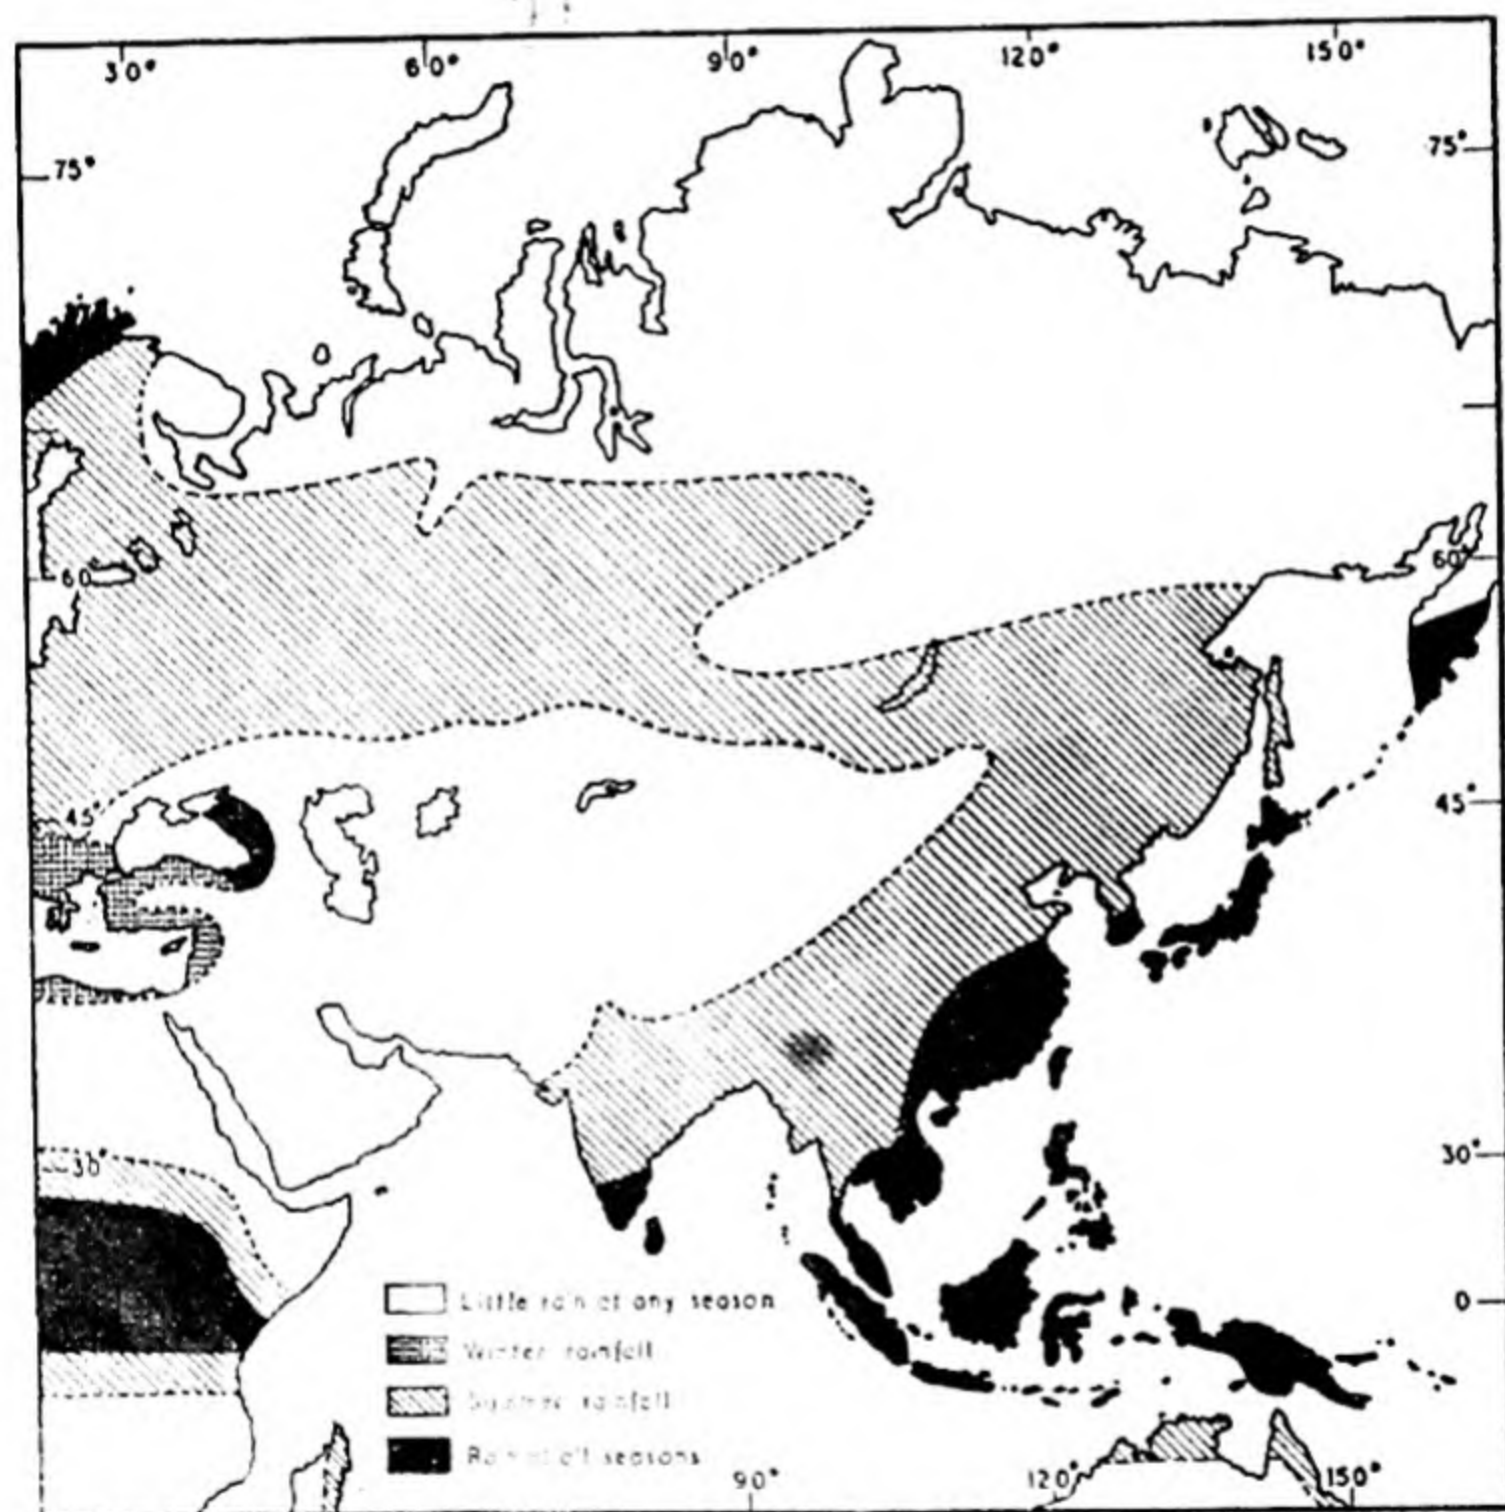 30° 60° 90° 120° 150°
75° 75°
60 60°
45° 45°
30° 30°
0
Little rain at any season
Winter rainfall
Summer rainfall
Rain at all seasons
90° 120° 150°